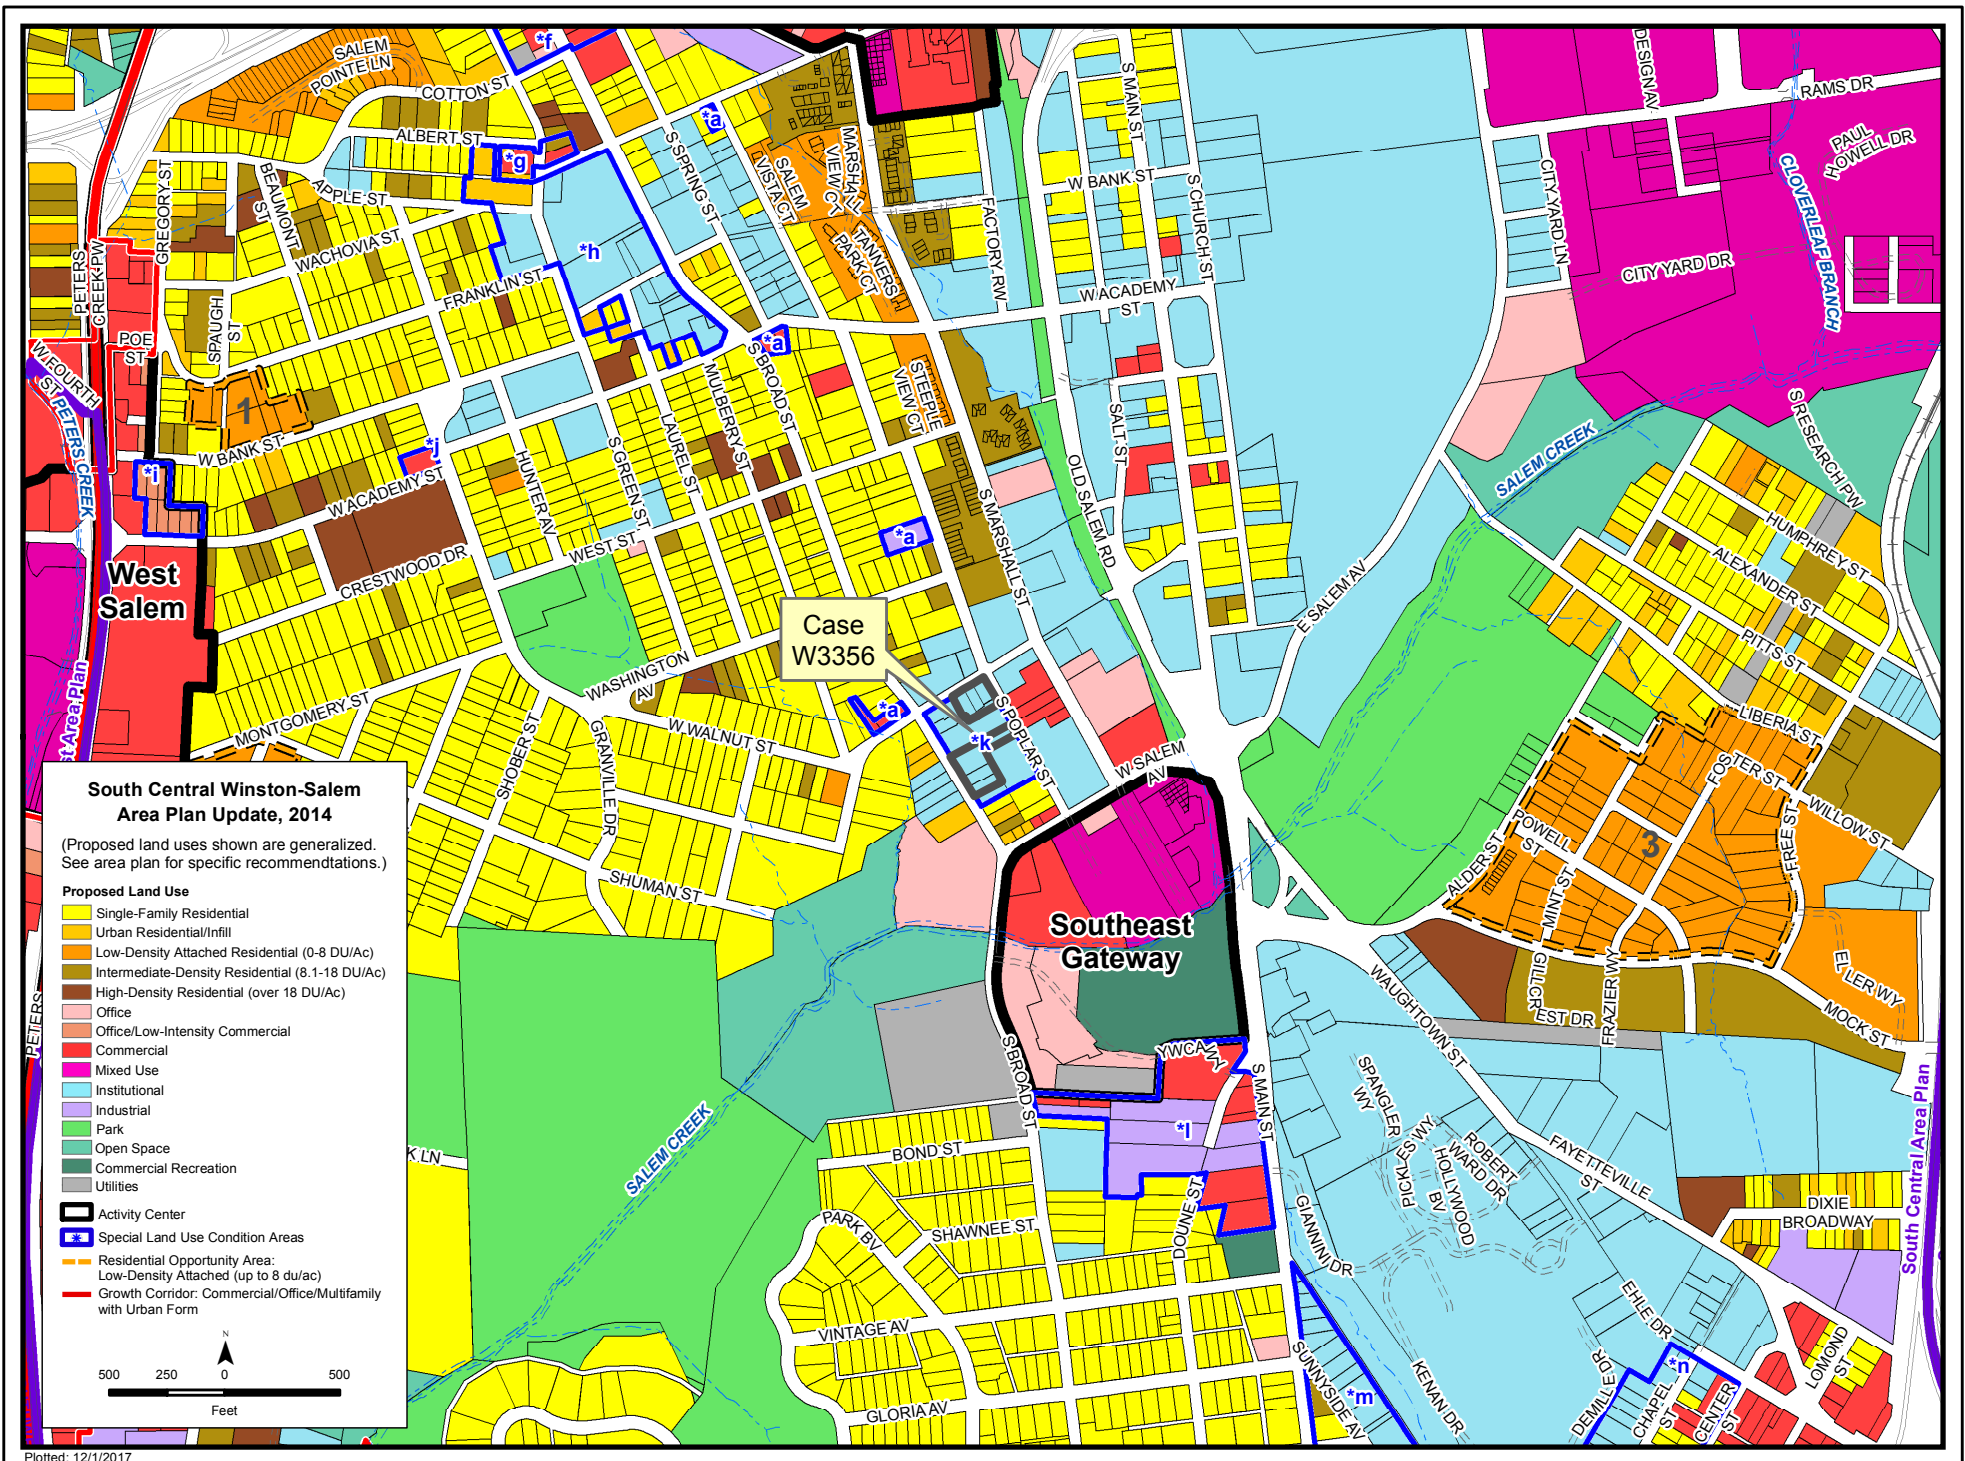 SALEM
POINTE LN
COTTON ST
ALBERT ST
*f
*a
*g
S SPRING ST
SALEM
VISTA CT
MARSHALL
VIEW CT
S MAIN ST
W BANK ST
S CHURCH ST
FACTORY RW
DESIGN AV
RAMS DR
PAUL
HOWELL DR
CLOVERLEAF BRANCH
CITY YARD LN
CITY YARD DR
GREGORY ST
BEAUMONT
ST
APPLE ST
WACHOVIA ST
FRANKLIN ST
*h
TANNERS
PARK CT
W ACADEMY
ST
PETERS
CREEK PW
SPAUGH
ST
POE
ST
W FOURTH
ST
PETERS CREEK
1
W BANK ST
*i
*j
W ACADEMY ST
HUNTER AV
S GREEN ST
LAUREL ST
MULBERRY ST
S BROAD ST
*a
STEEPLE
VIEW CT
SALT ST
OLD SALEM RD
S MARSHALL ST
*a
WEST ST
CRESTWOOD DR
West
Salem
SALEM CREEK
S RESEARCH PW
HUMPHREY ST
ALEXANDER ST
PITTS ST
E SALEM AV
Case
W3356
WASHINGTON
AV
MONTGOMERY ST
SHOBER ST
GRANVILLE DR
W WALNUT ST
*a
*k
S POPLAR ST
W SALEM
AV
LIBERIA ST
FOSTER ST
WILLOW ST
FREE ST
3
POWELL
ST
ALDER ST
MINT ST
SHUMAN ST
Southeast
Gateway
GILLCREST DR
FRAZIER WY
ELLER WY
MOCK ST
WAUGHTOWN ST
S BROAD ST
YWCA WY
S MAIN ST
*l
SPANGLER
WY
PICKLES WY
HOLLYWOOD
BV
ROBERT
WARD DR
FAYETTEVILLE
ST
DIXIE
BROADWAY
South Central Area Plan
SALEM CREEK
BOND ST
SHAWNEE ST
PARK BV
DOUNE ST
GIANNINI DR
VINTAGE AV
GLORIA AV
SUNNYSIDE AV
*m
KENAN DR
EHLE DR
DEMILLE DR
CHAPEL
ST
CENTER
ST
*n
LOMOND
ST
K LN
PETERS
st Area Plan
South Central Winston-Salem
Area Plan Update, 2014
(Proposed land uses shown are generalized.
See area plan for specific recommendtations.)
Proposed Land Use
Single-Family Residential
Urban Residential/Infill
Low-Density Attached Residential (0-8 DU/Ac)
Intermediate-Density Residential (8.1-18 DU/Ac)
High-Density Residential (over 18 DU/Ac)
Office
Office/Low-Intensity Commercial
Commercial
Mixed Use
Institutional
Industrial
Park
Open Space
Commercial Recreation
Utilities
Activity Center
* Special Land Use Condition Areas
Residential Opportunity Area:
Low-Density Attached (up to 8 du/ac)
Growth Corridor: Commercial/Office/Multifamily
with Urban Form
N
500 250 0 500
Feet
Plotted: 12/1/2017